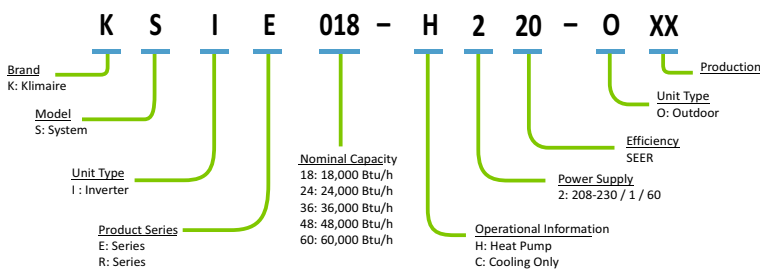 K S I E 018 – H 2 20 – O XX
Brand
K: Klimaire
Model
S: System
Unit Type
I : Inverter
Product Series
E: Series
R: Series
Nominal Capacity
18: 18,000 Btu/h
24: 24,000 Btu/h
36: 36,000 Btu/h
48: 48,000 Btu/h
60: 60,000 Btu/h
Operational Information
H: Heat Pump
C: Cooling Only
Power Supply
2: 208-230 / 1 / 60
Efficiency
SEER
Unit Type
O: Outdoor
Production